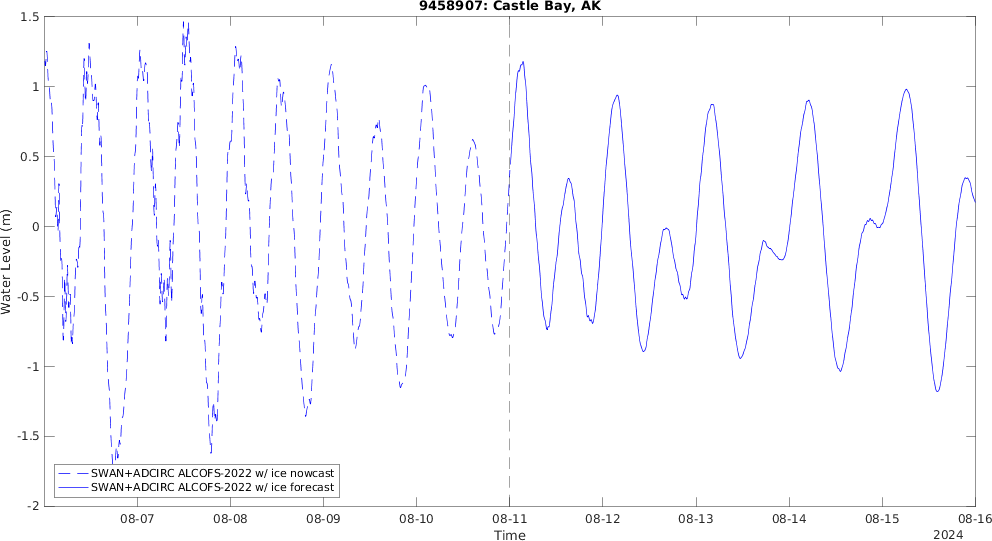 9458907: Castle Bay, AK
1.5
1
0.5
0
-0.5
-1
-1.5
-2
Water Level (m)
SWAN+ADCIRC ALCOFS-2022 w/ ice nowcast
SWAN+ADCIRC ALCOFS-2022 w/ ice forecast
08-07 08-08 08-09 08-10 08-11 08-12 08-13 08-14 08-15 08-16
Time
2024